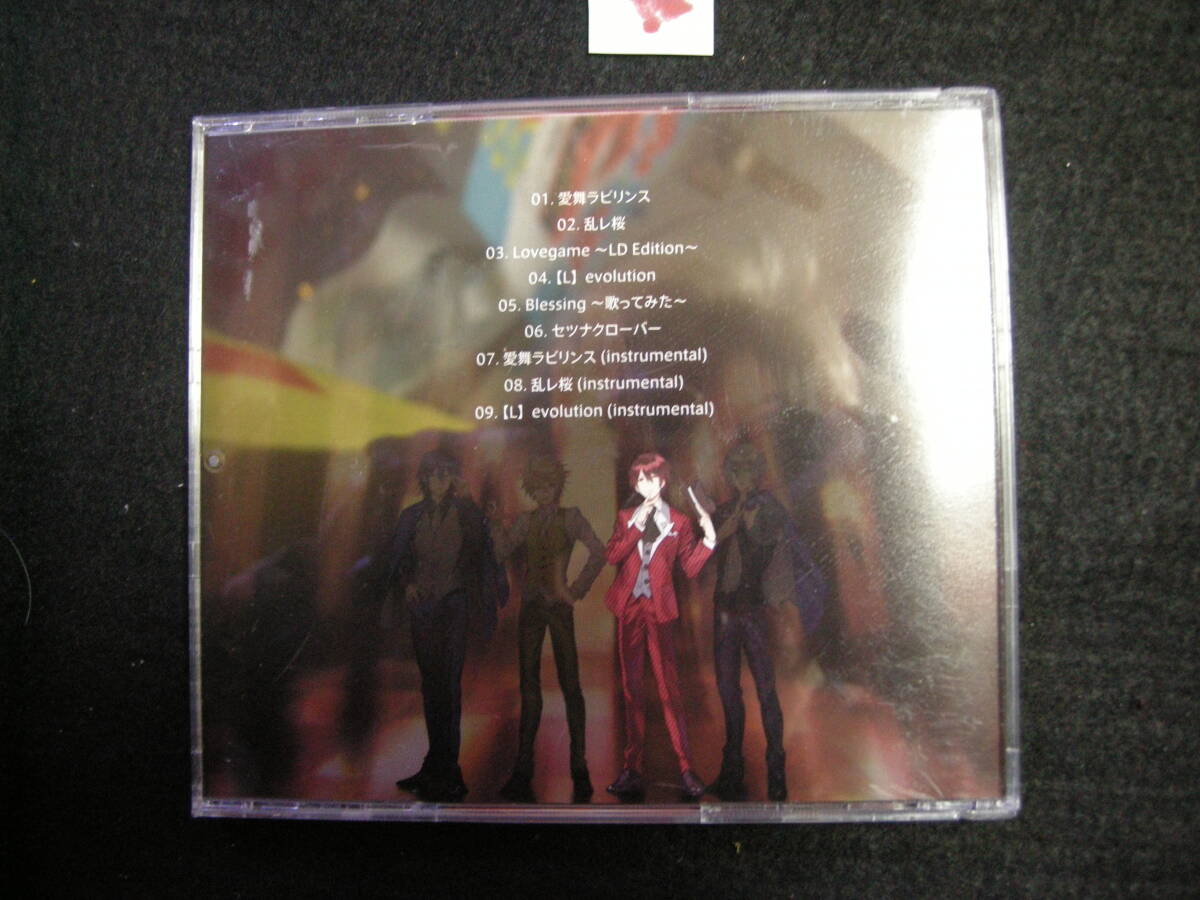 01. 愛舞ラビリンス
02. 乱レ桜
03. Lovegame ～LD Edition～
04.【L】evolution
05. Blessing ～歌ってみた～
06. セツナクローバー
07. 愛舞ラビリンス (instrumental)
08. 乱レ桜 (instrumental)
09.【L】evolution (instrumental)